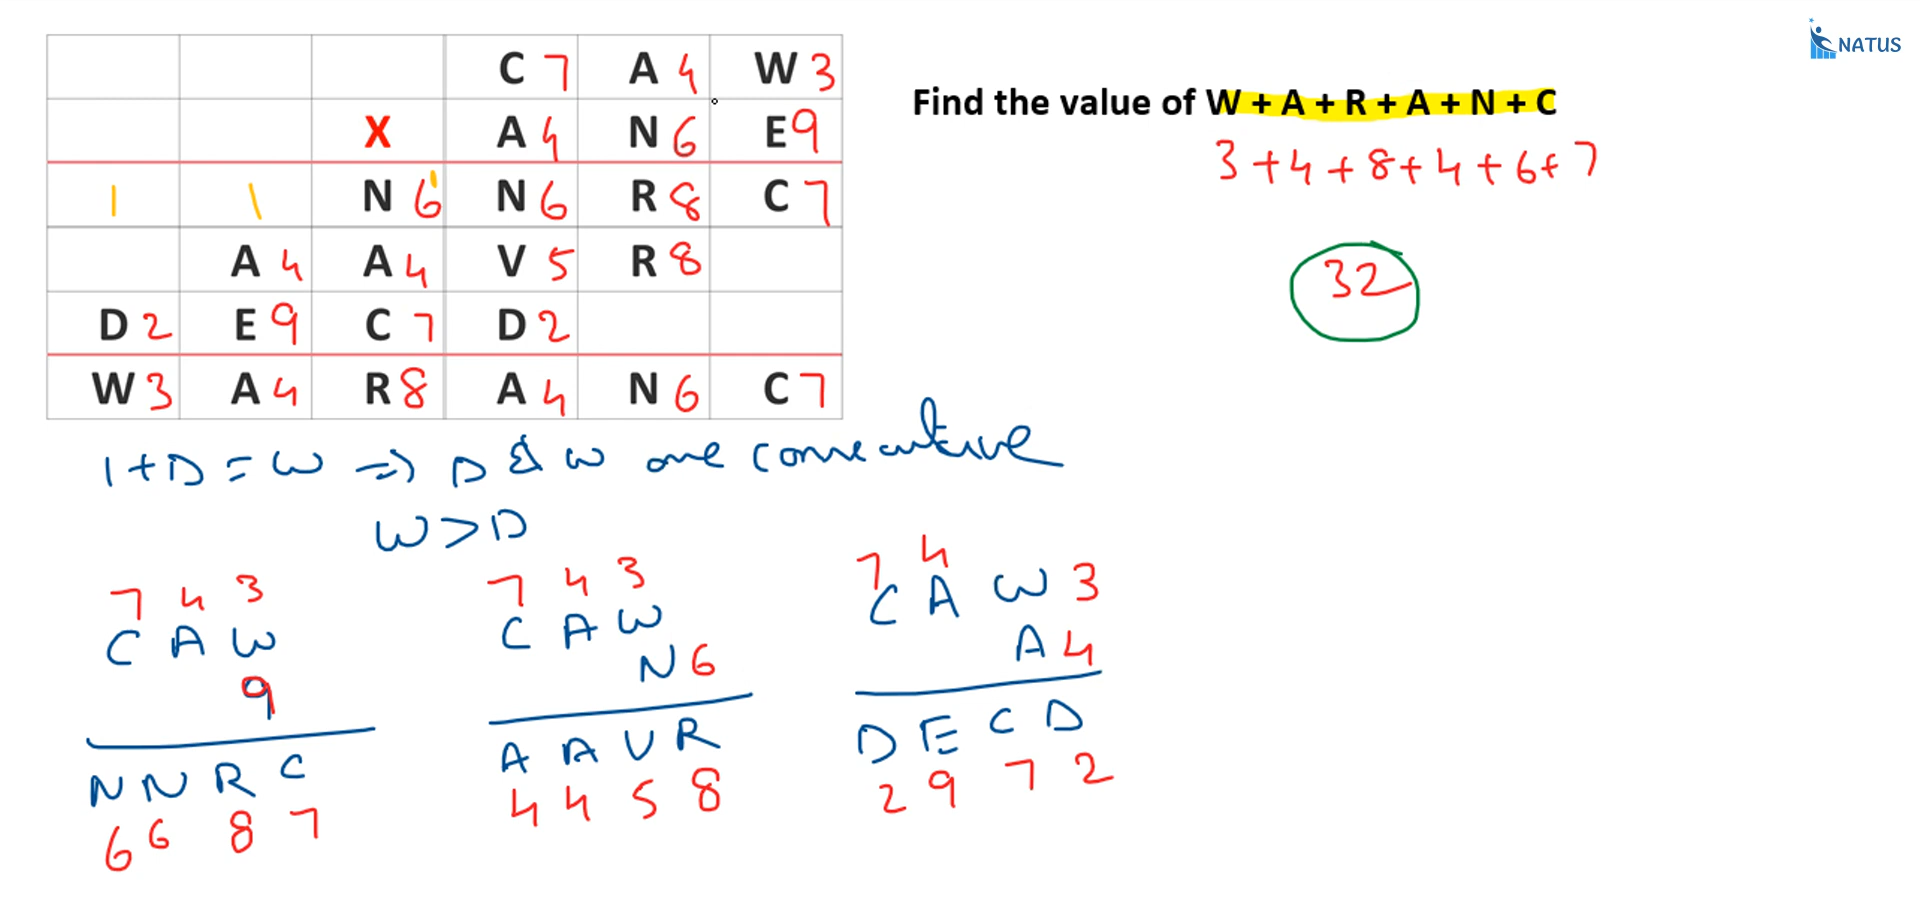 NATUS
C 7 A 4 W 3
X A 4 N 6 E 9
1 1 N 6 1 N 6 R 8 C 7
A 4 A 4 V 5 R 8
D 2 E 9 C 7 D 2
W 3 A 4 R 8 A 4 N 6 C 7
Find the value of W + A + R + A + N + C
3 + 4 + 8 + 4 + 6 + 7
32
1 + D = W => D & W are consecutive
W > D
7 4 3
C A W
9
N N R C
6 6 8 7
7 4 3
C A W
N 6
A A V R
4 4 5 8
7 4
C A W 3
A 4
D E C D
2 9 7 2